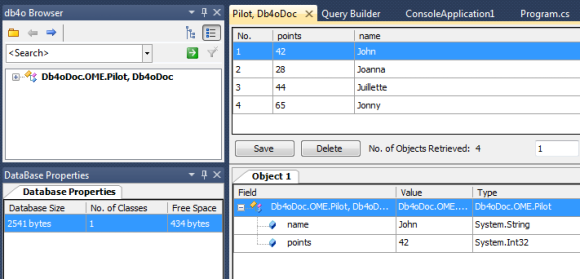 db4o Browser
<Search>
Db4oDoc.OME.Pilot, Db4oDoc
DataBase Properties
Database Properties
Database Size No. of Classes Free Space
2541 bytes 1 434 bytes
Pilot, Db4oDoc Query Builder ConsoleApplication1 Program.cs
No. points name
1 42 John
2 28 Joanna
3 44 Juillette
4 65 Jonny
Save Delete No. of Objects Retrieved: 4 1
Object 1
Field Value Type
Db4oDoc.OME.Pilot, Db4oD... Db4oDoc.OME.... Db4oDoc.OME.Pilot
name John System.String
points 42 System.Int32